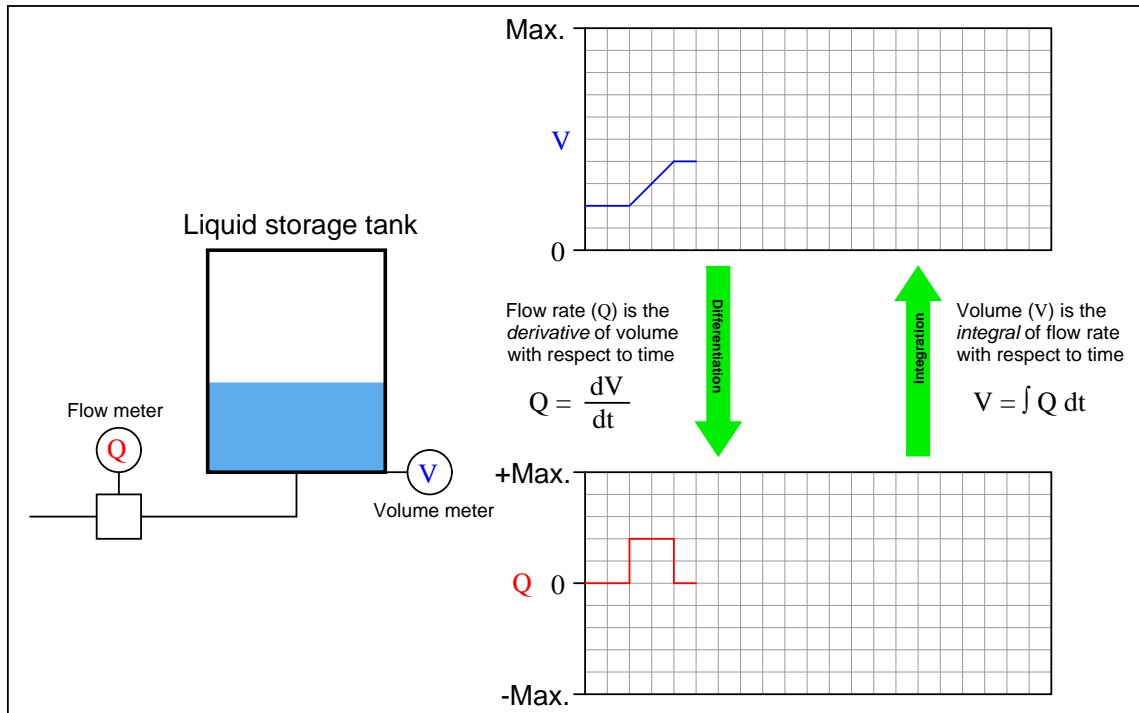 Liquid storage tank
Flow meter
Q
V
Volume meter
Max.
V
0
Flow rate (Q) is the
derivative of volume
with respect to time
Q = dV
dt
Differentiation
Integration
Volume (V) is the
integral of flow rate
with respect to time
V = ∫ Q dt
+Max.
Q 0
-Max.